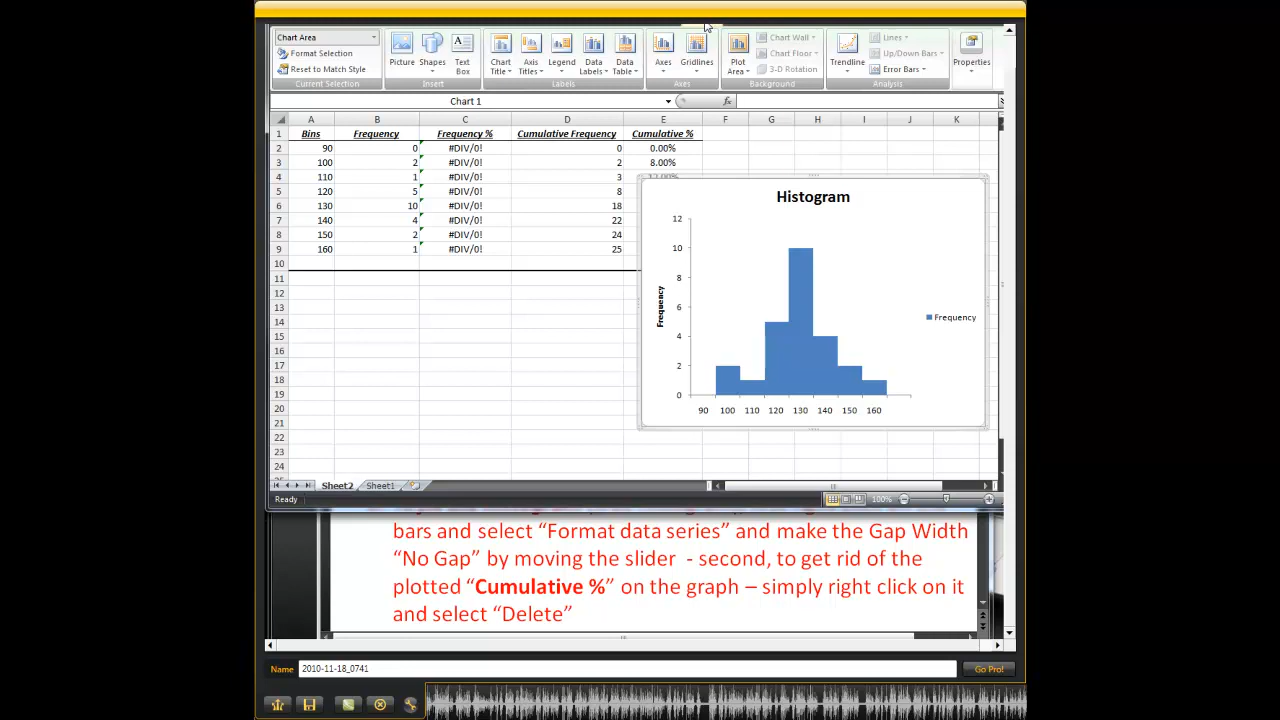 Chart Area
Format Selection
Reset to Match Style
Current Selection
Picture Shapes Text Box
Insert
Chart Title Axis Titles Legend Data Labels Data Table
Labels
Axes Gridlines
Axes
Plot Area Chart Wall Chart Floor 3-D Rotation
Background
Trendline Lines Up/Down Bars Error Bars
Analysis
Properties
Chart 1 fx
A B C D E F G H I J K
1 Bins Frequency Frequency % Cumulative Frequency Cumulative %
2 90 0 #DIV/0! 0 0.00%
3 100 2 #DIV/0! 2 8.00%
4 110 1 #DIV/0! 3
5 120 5 #DIV/0! 8
6 130 10 #DIV/0! 18
7 140 4 #DIV/0! 22
8 150 2 #DIV/0! 24
9 160 1 #DIV/0! 25
10
11
12
13
14
15
16
17
18
19
20
21
22
23
24
Histogram
12
10
8
6
4
2
0
Frequency
90 100 110 120 130 140 150 160
Frequency
Sheet2 Sheet1
Ready 100%
bars and select “Format data series” and make the Gap Width
“No Gap” by moving the slider - second, to get rid of the
plotted “Cumulative %” on the graph – simply right click on it
and select “Delete”
Name 2010-11-18_0741 Go Pro!